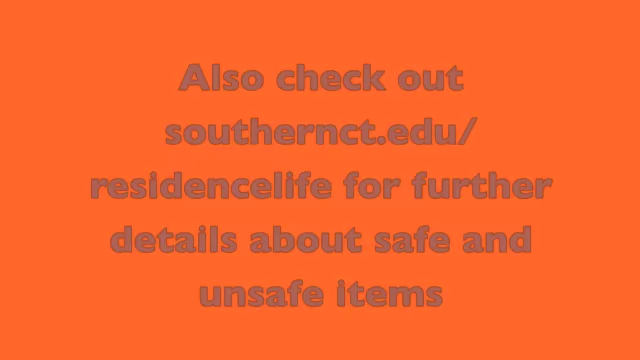 Also check out
southernct.edu/
residencelife for further
details about safe and
unsafe items